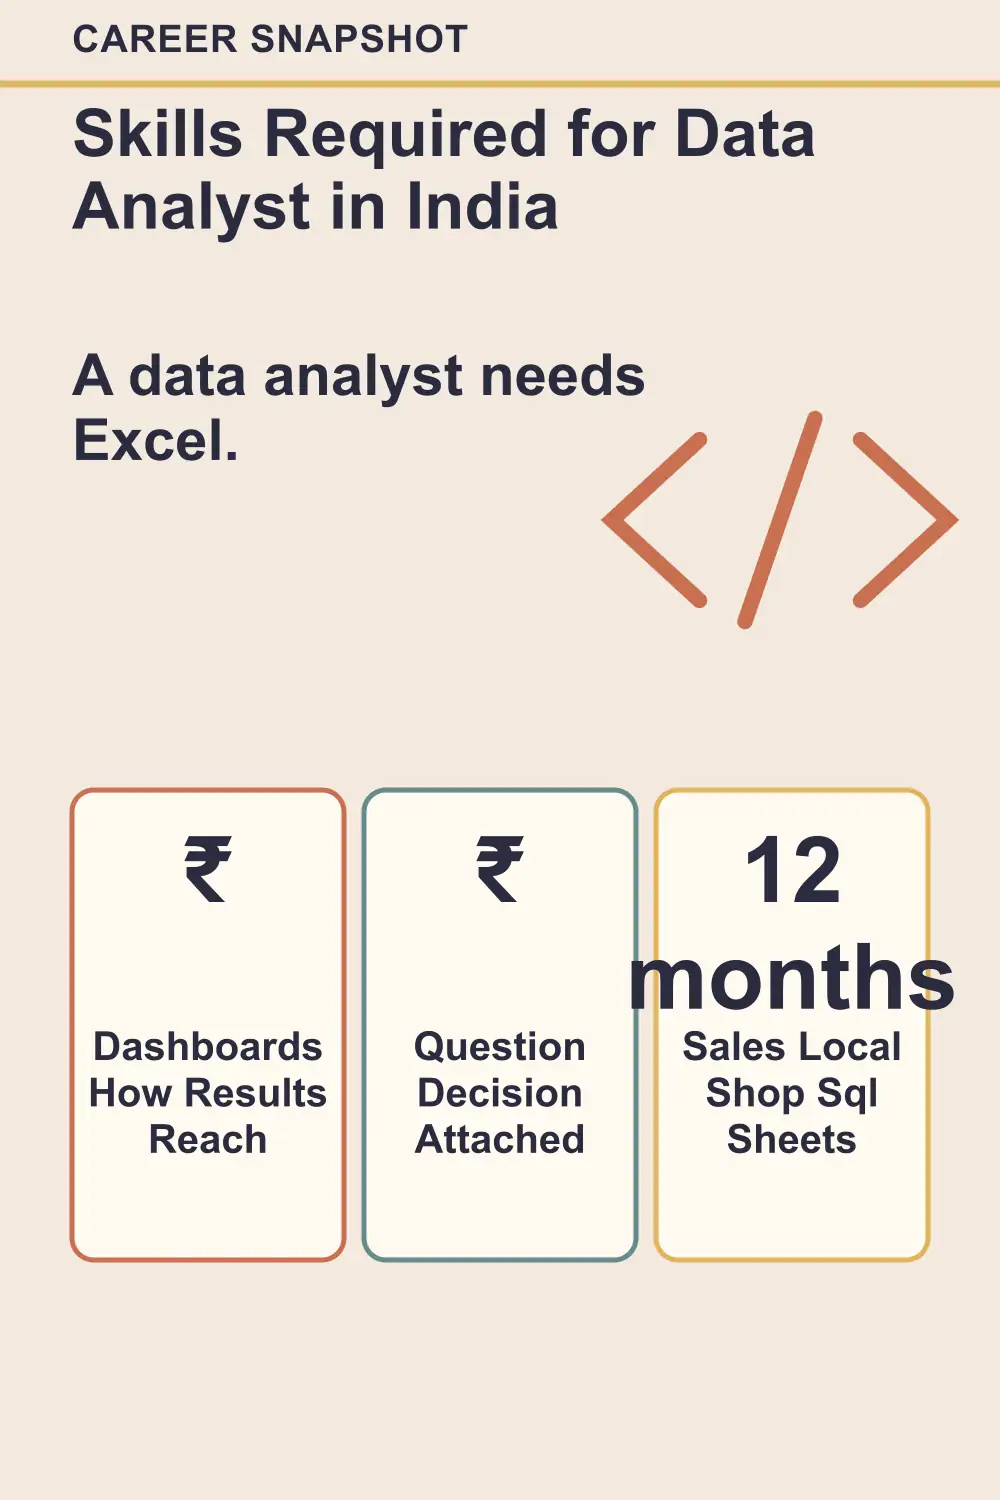 CAREER SNAPSHOT
Skills Required for Data
Analyst in India
A data analyst needs
Excel.
₹
Dashboards
How Results
Reach
₹
Question
Decision
Attached
12
months
Sales Local
Shop Sql
Sheets